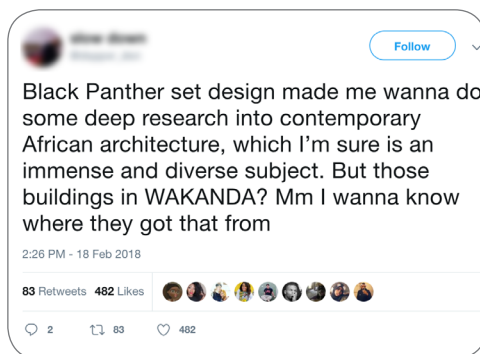 Follow
Black Panther set design made me wanna do
some deep research into contemporary
African architecture, which I'm sure is an
immense and diverse subject. But those
buildings in WAKANDA? Mm I wanna know
where they got that from
2:26 PM - 18 Feb 2018
83 Retweets 482 Likes
2 83 482